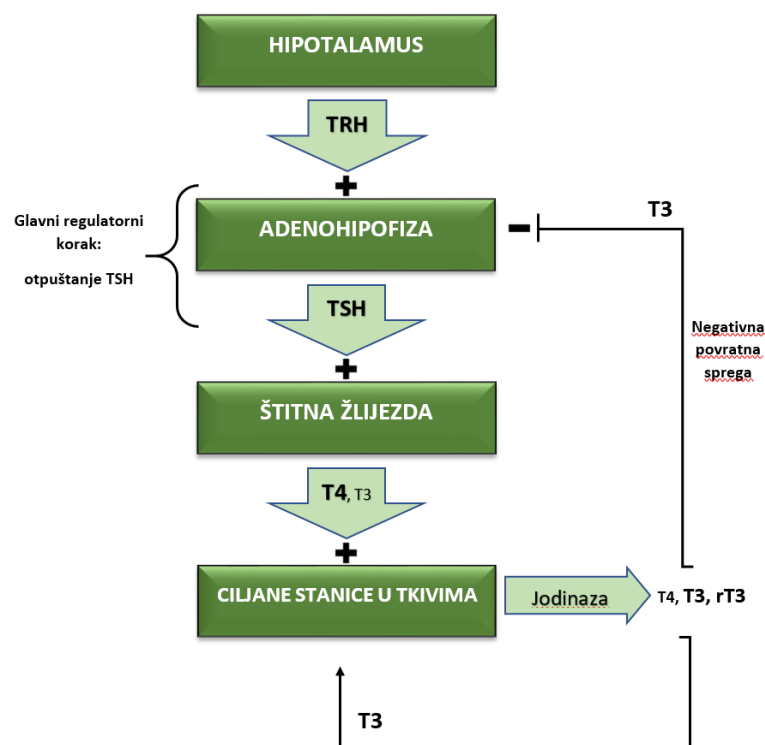 HIPOTALAMUS
TRH
+
Glavni regulatorni
korak:
otpuštanje TSH
ADENOHIPOFIZA
-
T3
TSH
+
Negativna
povratna
sprega
ŠTITNA ŽLIJEZDA
T4, T3
+
CILJANE STANICE U TKIVIMA
Jodinaza
T4, T3, rT3
T3